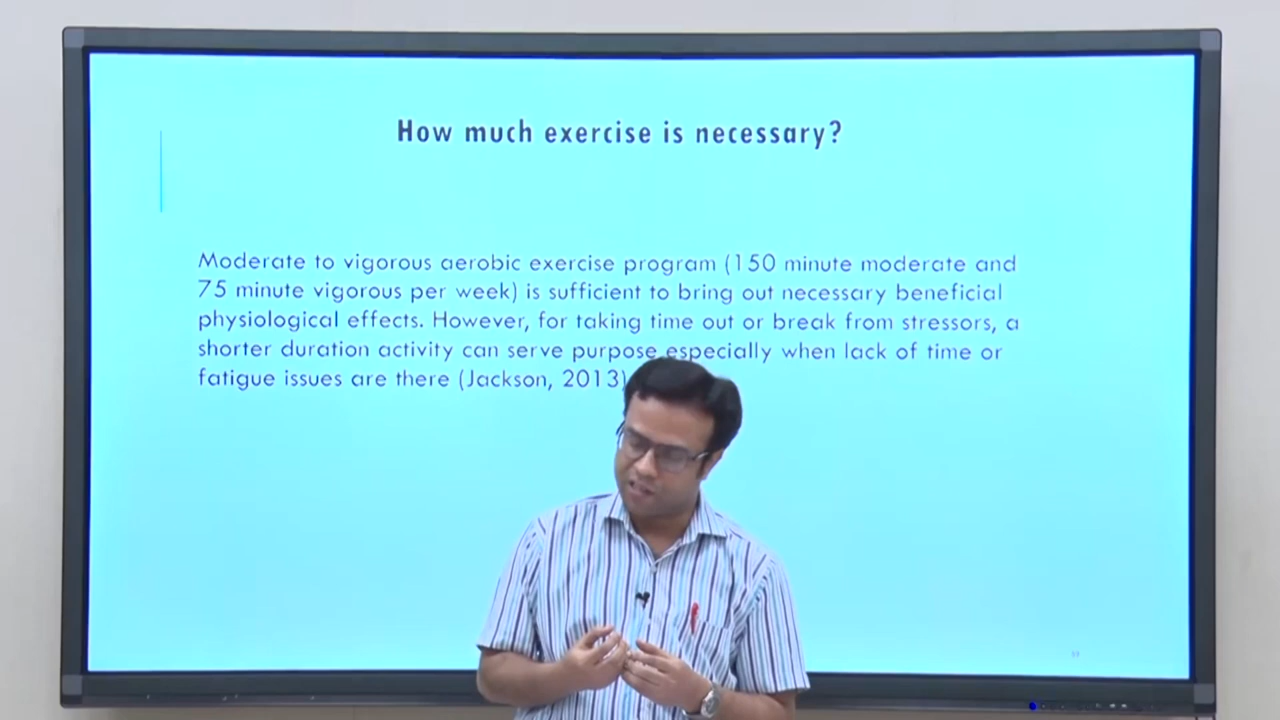 How much exercise is necessary?
Moderate to vigorous aerobic exercise program (150 minute moderate and
75 minute vigorous per week) is sufficient to bring out necessary beneficial
physiological effects. However, for taking time out or break from stressors, a
shorter duration activity can serve purpose especially when lack of time or
fatigue issues are there (Jackson, 2013)